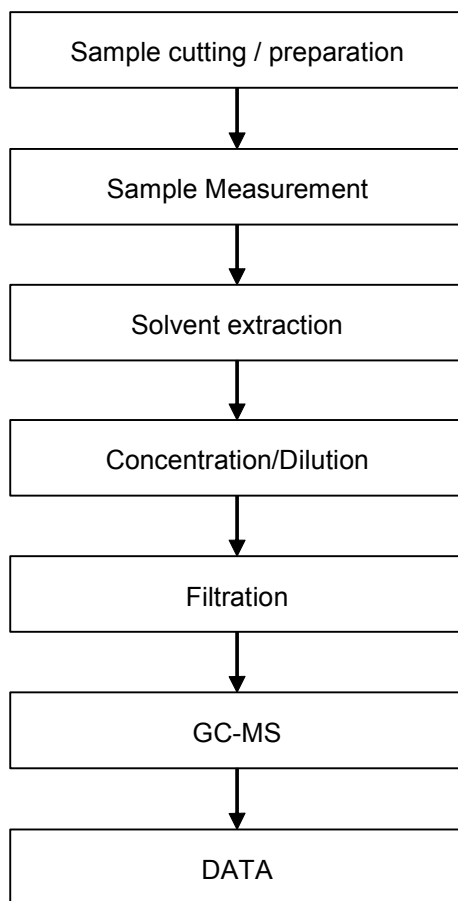 Sample cutting / preparation
Sample Measurement
Solvent extraction
Concentration/Dilution
Filtration
GC-MS
DATA